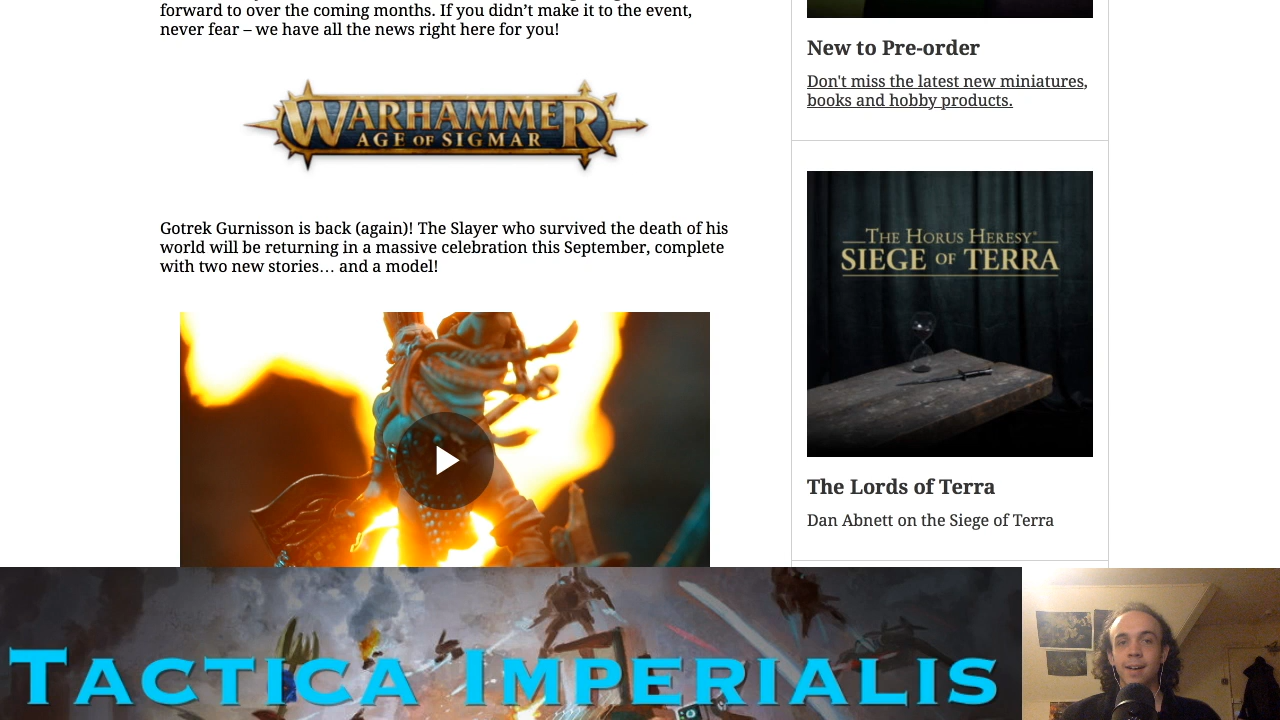 forward to over the coming months. If you didn’t make it to the event,
never fear – we have all the news right here for you!
WARHAMMER
AGE OF SIGMAR
Gotrek Gurnisson is back (again)! The Slayer who survived the death of his
world will be returning in a massive celebration this September, complete
with two new stories… and a model!
New to Pre-order
Don't miss the latest new miniatures,
books and hobby products.
THE HORUS HERESY®
SIEGE OF TERRA
The Lords of Terra
Dan Abnett on the Siege of Terra
TACTICA IMPERIALIS